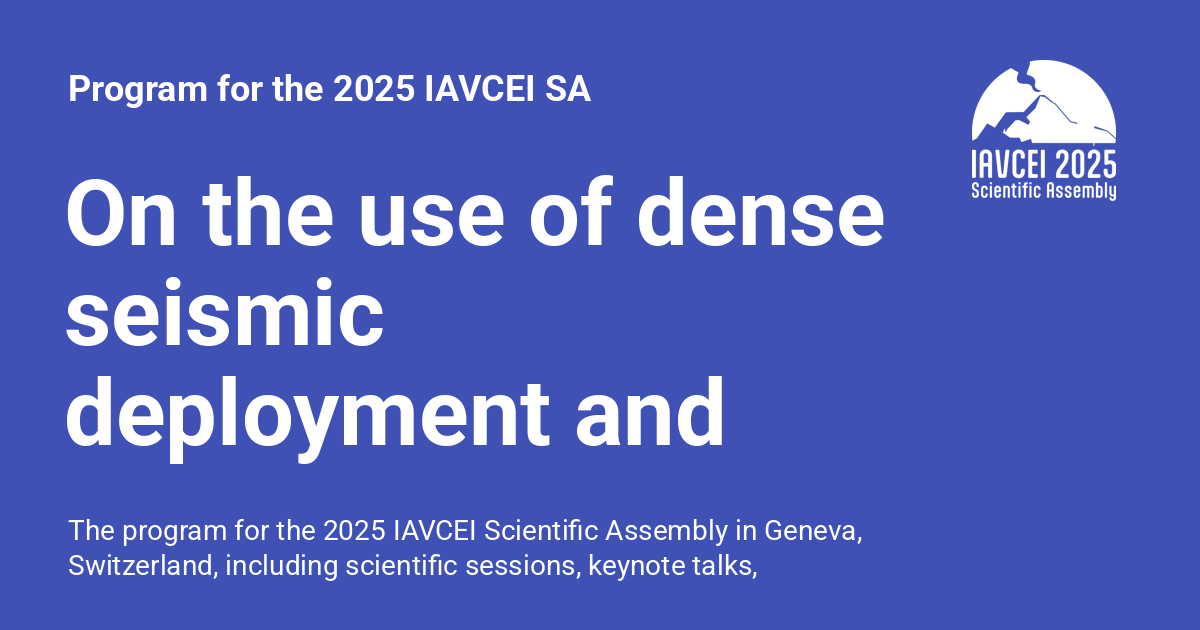 Program for the 2025 IAVCEI SA
IAVCEI 2025
Scientific Assembly
On the use of dense
seismic
deployment and
The program for the 2025 IAVCEI Scientific Assembly in Geneva,
Switzerland, including scientific sessions, keynote talks,